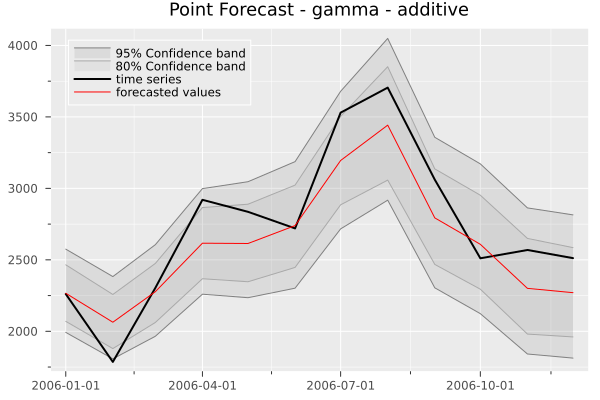 Point Forecast - gamma - additive
95% Confidence band
80% Confidence band
time series
forecasted values
4000
3500
3000
2500
2000
2006-01-01 2006-04-01 2006-07-01 2006-10-01